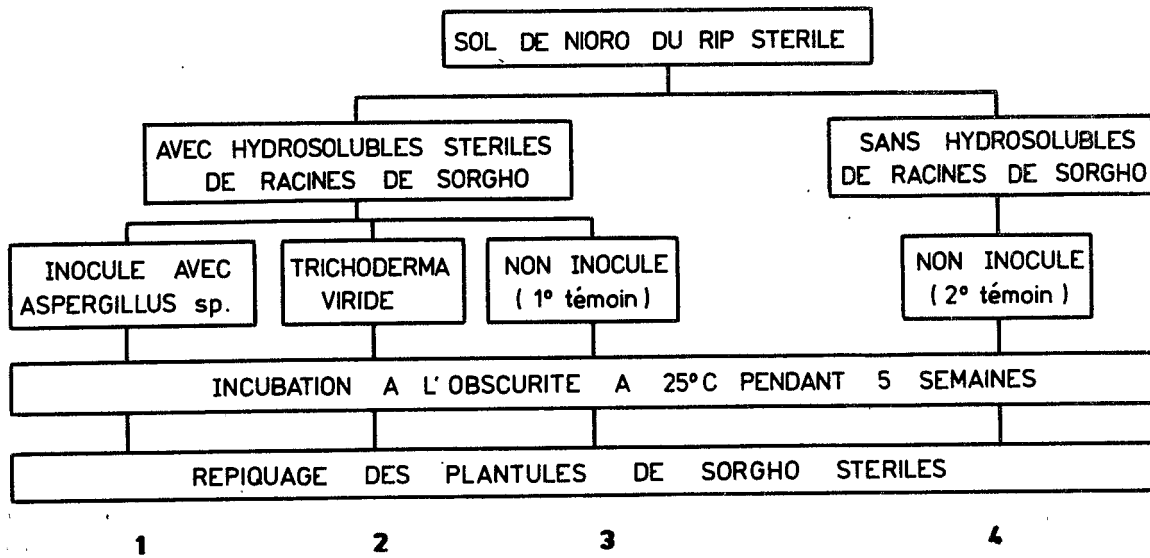 SOL DE NIORO DU RIP STERILE
AVEC HYDROSOLUBLES STERILES
DE RACINES DE SORGHO
SANS HYDROSOLUBLES
DE RACINES DE SORGHO
INOCULE AVEC
ASPERGILLUS sp.
TRICHODERMA
VIRIDE
NON INOCULE
( 1° témoin )
NON INOCULE
( 2° témoin )
INCUBATION A L'OBSCURITE A 25°C PENDANT 5 SEMAINES
REPIQUAGE DES PLANTULES DE SORGHO STERILES
1 2 3 4